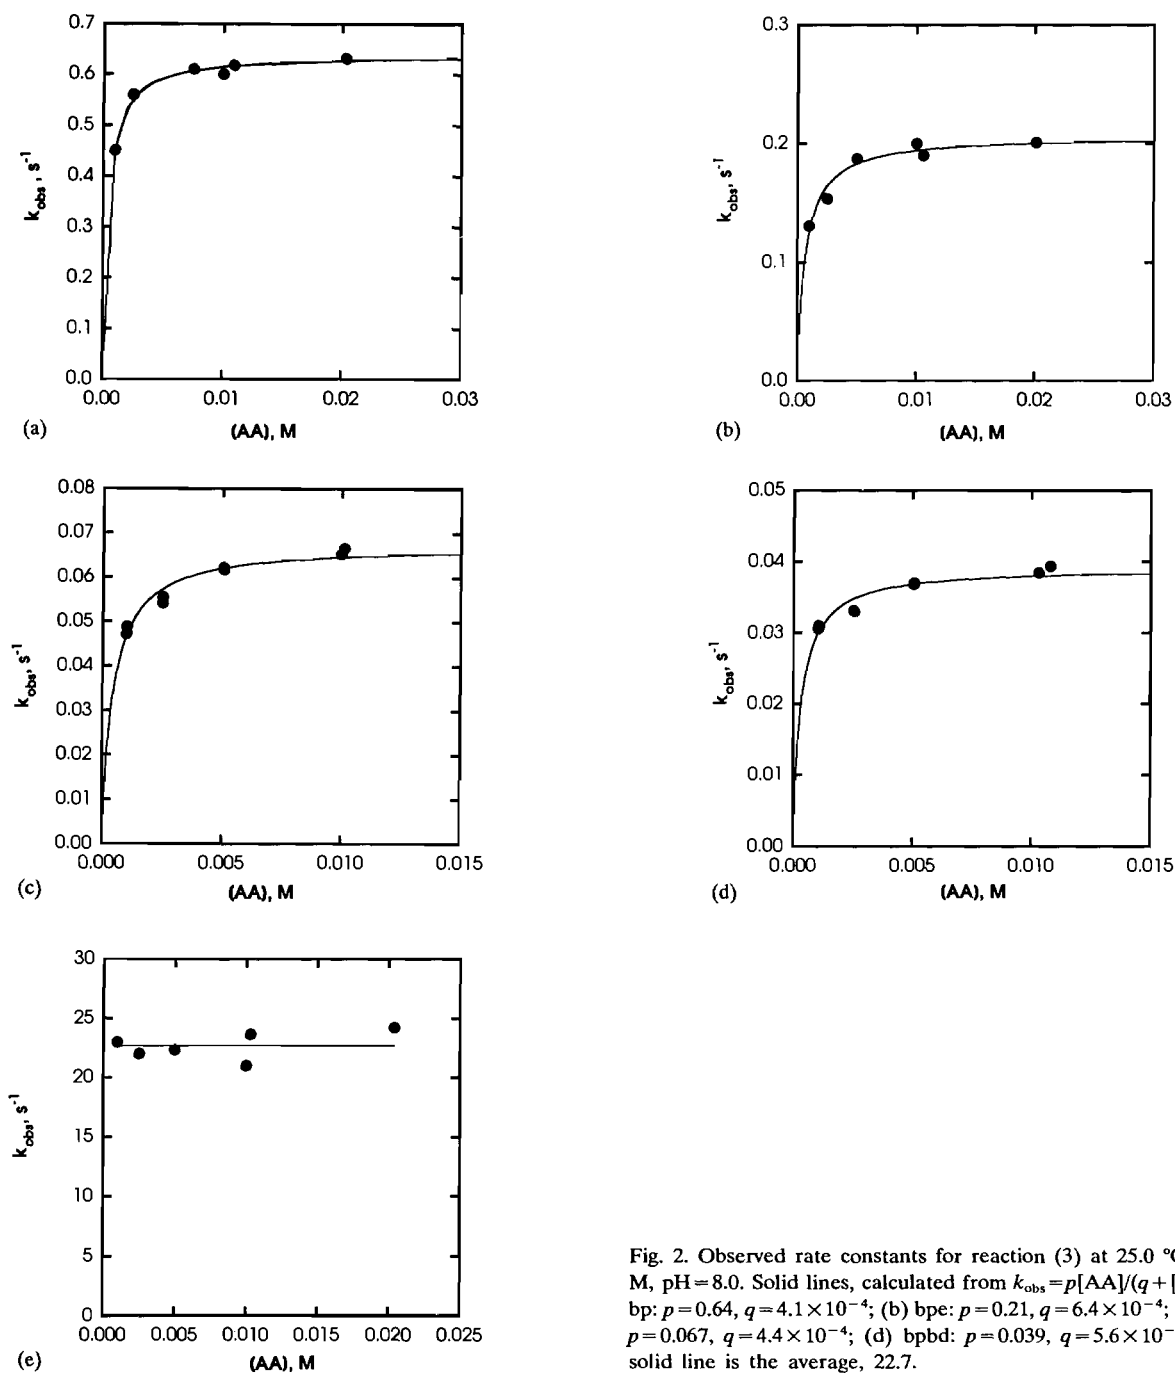 0.7
0.6
0.5
0.4
0.3
0.2
0.1
0.0
k_obs, s⁻¹
0.00 0.01 0.02 0.03
(a)
(AA), M
0.3
0.2
0.1
0.0
k_obs, s⁻¹
0.00 0.01 0.02 0.03
(b)
(AA), M
0.08
0.07
0.06
0.05
0.04
0.03
0.02
0.01
0.00
k_obs, s⁻¹
0.000 0.005 0.010 0.015
(c)
(AA), M
0.05
0.04
0.03
0.02
0.01
0.00
k_obs, s⁻¹
0.000 0.005 0.010 0.015
(d)
(AA), M
30
25
20
15
10
5
0
k_obs, s⁻¹
0.000 0.005 0.010 0.015 0.020 0.025
(e)
(AA), M
Fig. 2. Observed rate constants for reaction (3) at 25.0 °C
M, pH=8.0. Solid lines, calculated from k_obs=p[AA]/(q+[
bp: p=0.64, q=4.1×10⁻⁴; (b) bpe: p=0.21, q=6.4×10⁻⁴;
p=0.067, q=4.4×10⁻⁴; (d) bpbd: p=0.039, q=5.6×10⁻
solid line is the average, 22.7.